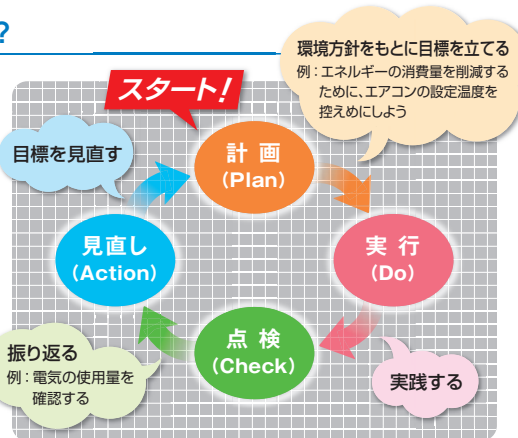 ?
環境方針をもとに目標を立てる
例：エネルギーの消費量を削減する
ために、エアコンの設定温度を
控えめにしよう
スタート！
計 画
（Plan）
目標を見直す
見直し
（Action）
実 行
（Do）
点 検
（Check）
振り返る
例：電気の使用量を
確認する
実践する